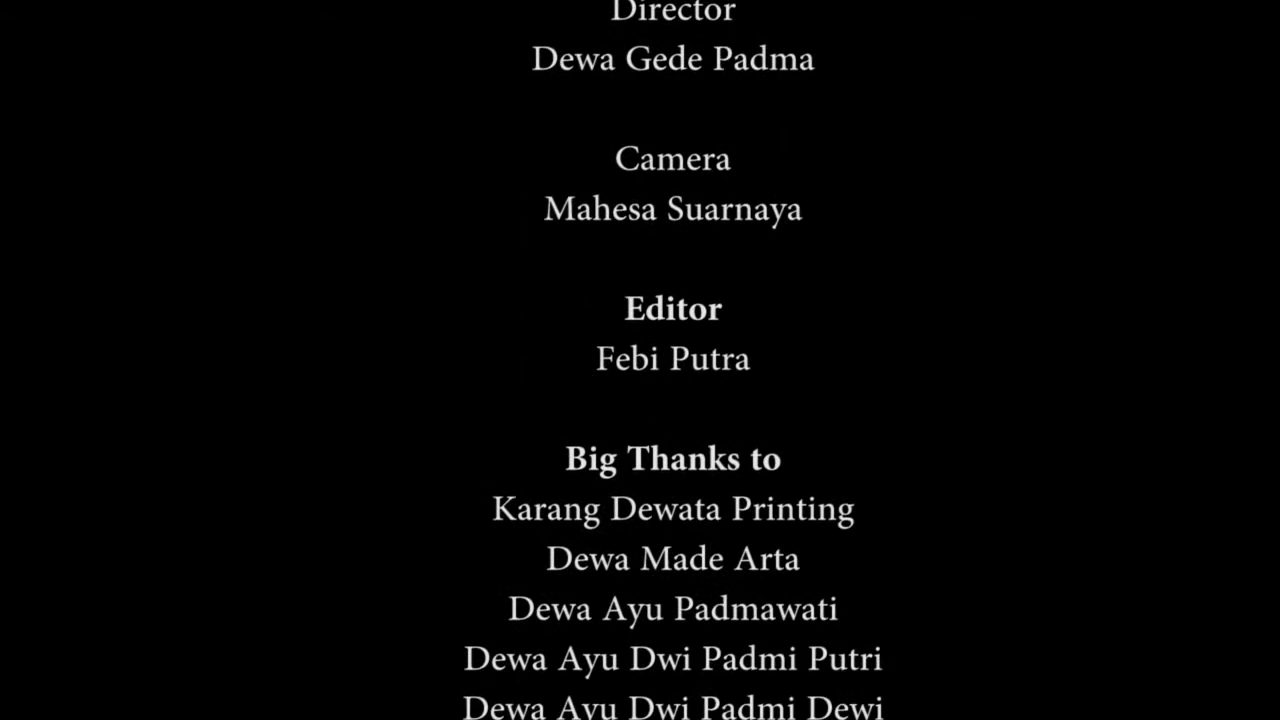 Director
Dewa Gede Padma
Camera
Mahesa Suarnaya
Editor
Febi Putra
Big Thanks to
Karang Dewata Printing
Dewa Made Arta
Dewa Ayu Padmawati
Dewa Ayu Dwi Padmi Putri
Dewa Ayu Dwi Padmi Dewi